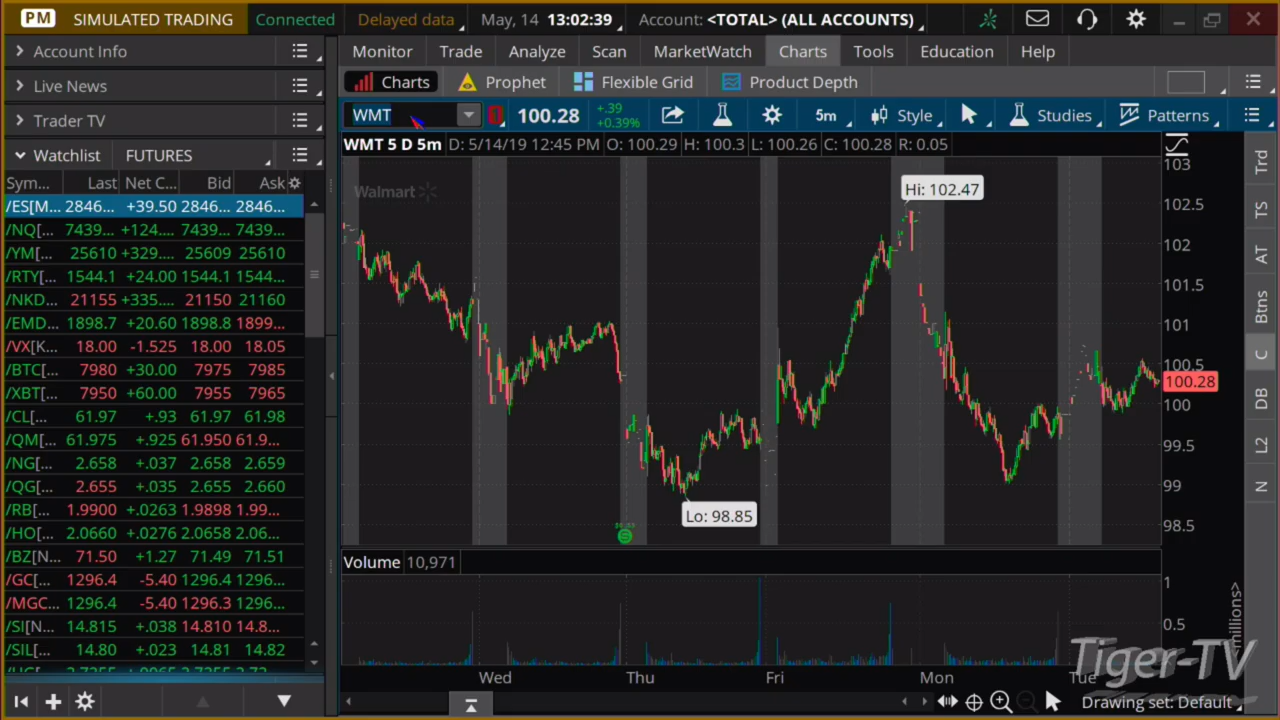 PM SIMULATED TRADING Connected Delayed data May, 14 13:02:39 Account: <TOTAL> (ALL ACCOUNTS)
Account Info
Live News
Trader TV
Watchlist FUTURES
Sym... Last Net C... Bid Ask
/ES[M... 2846... +39.50 2846... 2846...
/NQ[... 7439... +124.... 7439... 7439...
/YM[... 25610 +329.... 25609 25610
/RTY[... 1544.1 +24.00 1544.1 1544...
/NKD... 21155 +335.... 21150 21160
/EMD... 1898.7 +20.60 1898.8 1899...
/VX[K... 18.00 -1.525 18.00 18.05
/BTC[... 7980 +30.00 7975 7985
/XBT[... 7950 +60.00 7955 7965
/CL[... 61.97 +.93 61.97 61.98
/QM[... 61.975 +.925 61.950 61.9...
/NG[... 2.658 +.037 2.658 2.659
/QG[... 2.655 +.035 2.655 2.660
/RB[... 1.9900 +.0263 1.9898 1.99...
/HO[... 2.0660 +.0276 2.0658 2.06...
/BZ[N... 71.50 +1.27 71.49 71.51
/GC[... 1296.4 -5.40 1296.4 1296...
/MGC... 1296.4 -5.40 1296.3 1296...
/SI[N... 14.815 +.038 14.810 14.8...
/SIL[... 14.80 +.023 14.81 14.82
Monitor Trade Analyze Scan MarketWatch Charts Tools Education Help
Charts Prophet Flexible Grid Product Depth
WMT 1 100.28 +.39 +0.39% 5m Style Studies Patterns
WMT 5 D 5m D: 5/14/19 12:45 PM O: 100.29 H: 100.3 L: 100.26 C: 100.28 R: 0.05
Walmart
Hi: 102.47
Lo: 98.85
103
102.5
102
101.5
101
100.5
100.28
100
99.5
99
98.5
Volume 10,971
1
0.5
<millions>
Wed Thu Fri Mon Tue
Tiger-TV
Drawing set: Default
Trd
TS
AT
Btns
C
DB
L2
N